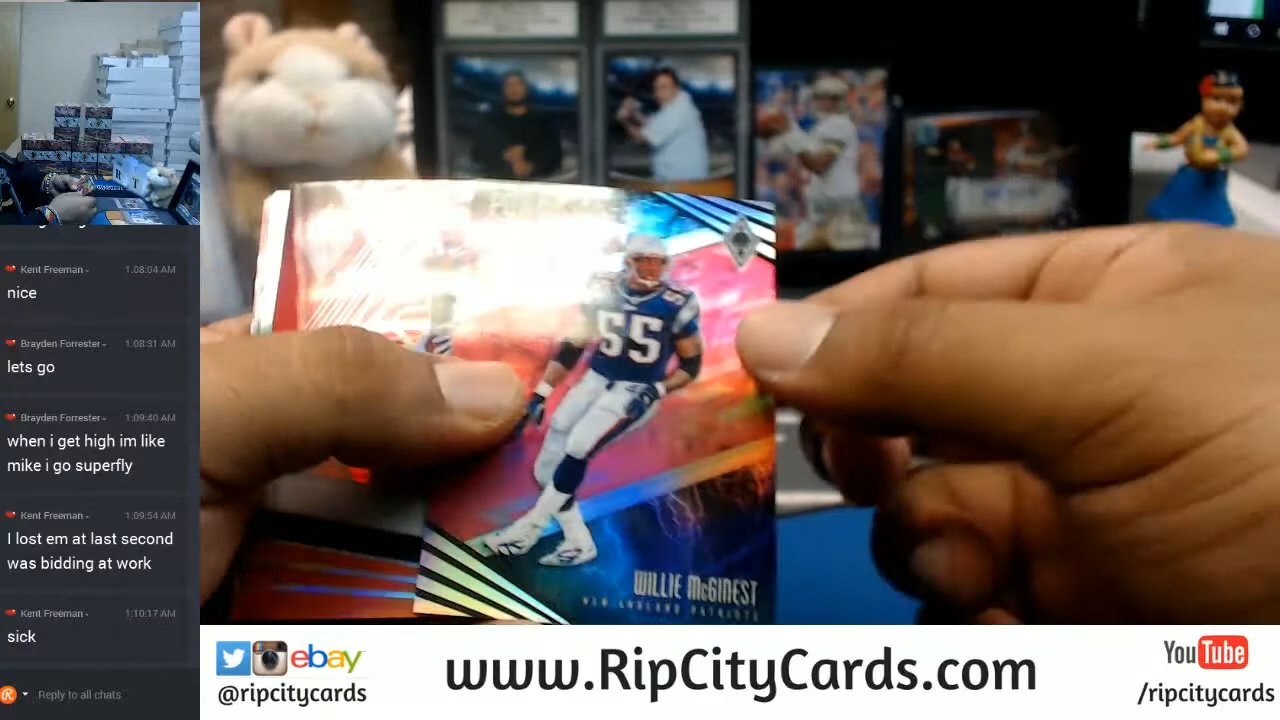 Kent Freeman - 1:08:04 AM
nice
Brayden Forrester - 1:08:31 AM
lets go
Brayden Forrester - 1:09:40 AM
when i get high im like
mike i go superfly
Kent Freeman - 1:09:54 AM
I lost em at last second
was bidding at work
Kent Freeman - 1:10:17 AM
sick
Reply to all chats
55
WILLIE McGINEST
NEW ENGLAND PATRIOTS
ebay
@ripcitycards
www.RipCityCards.com
YouTube
/ripcitycards